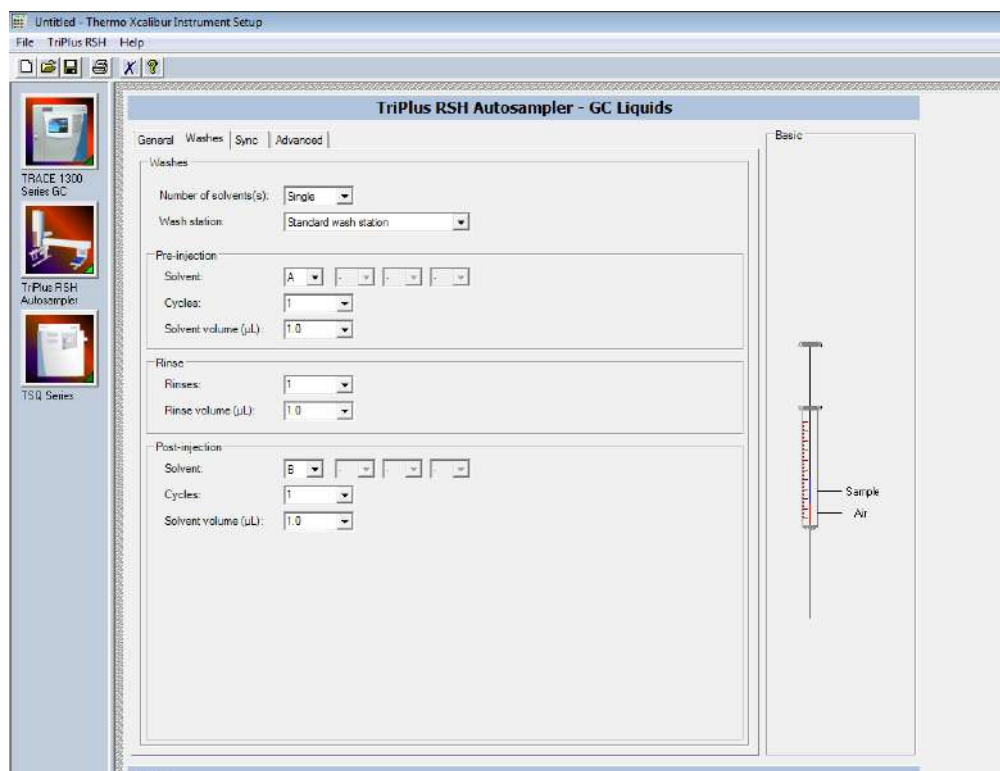 Untitled - Thermo Xcalibur Instrument Setup
File TriPlus RSH Help
TRACE 1300
Series GC
TriPlus RSH
Autosampler
TSQ Series
TriPlus RSH Autosampler - GC Liquids
General Washes Sync Advanced
Washes
Number of solvents(s): Single
Wash station: Standard wash station
Pre-injection
Solvent: A - - -
Cycles: 1
Solvent volume (µL): 1.0
Rinse
Rinses: 1
Rinse volume (µL): 1.0
Post-injection
Solvent: B - - -
Cycles: 1
Solvent volume (µL): 1.0
Basic
Sample
Air